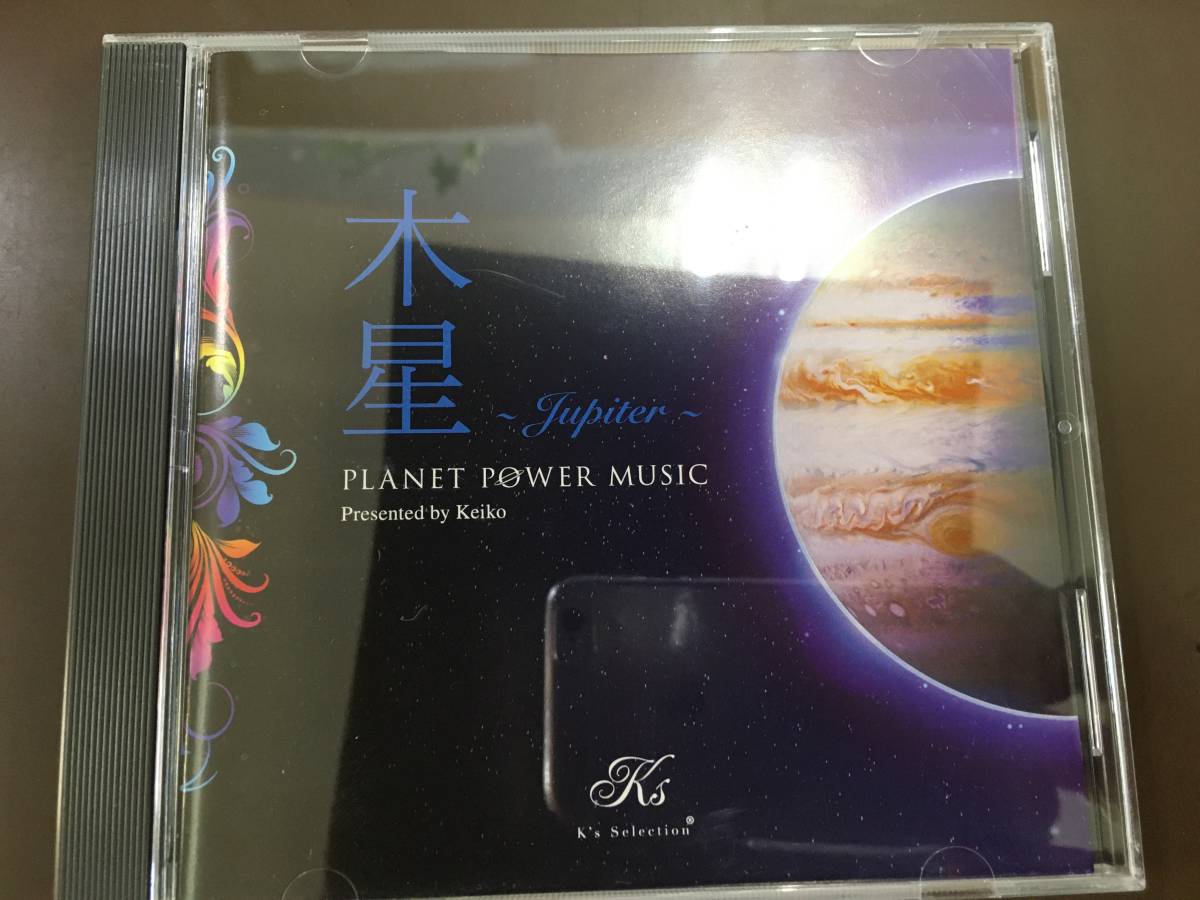 木星
~ Jupiter ~
PLANET POWER MUSIC
Presented by Keiko
Ks
K's Selection®